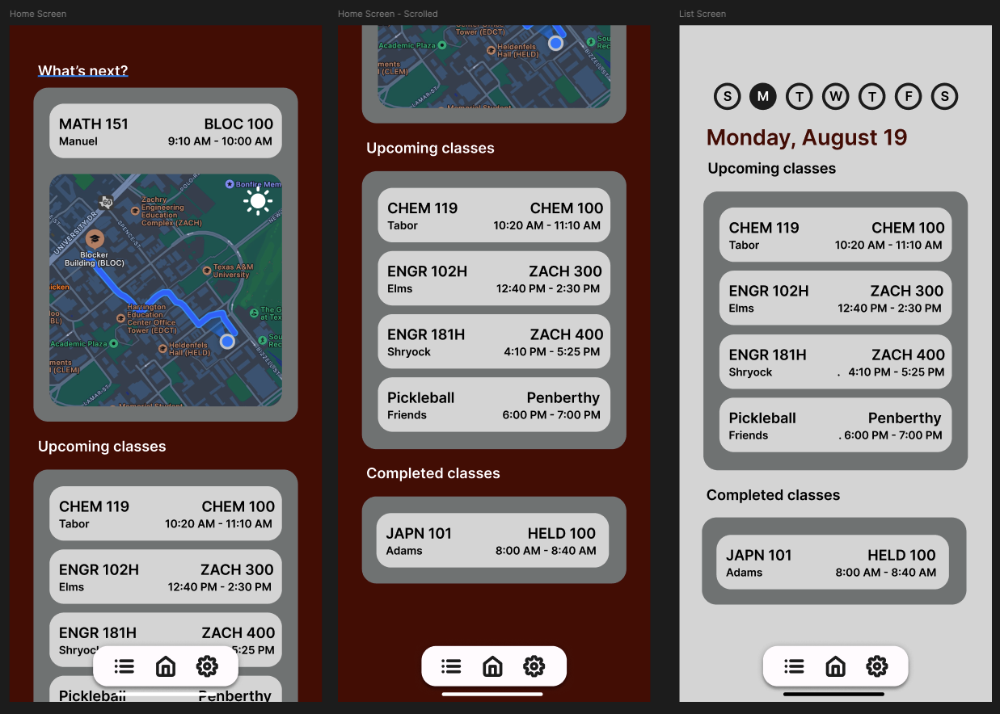 Home Screen
What's next?
MATH 151 BLOC 100
Manuel 9:10 AM - 10:00 AM
Bonfire Mem
POLO R
60
Zachry
Engineering
Education
Complex (ZACH)
NEW
UNIVERSITY DR
SPENCE ST
Blocker
Building (BLOC)
Texas A&M
University
icken
Harrington
Education
Center Office
Tower (EDCT)
The G
at Tex
loo
BL)
Academic Plaza
Heldenfels
Hall (HELD)
Sou
Rec
BIZZELL ST
ments
l (CLEM)
LAMAR ST
Memorial Student
Upcoming classes
CHEM 119 CHEM 100
Tabor 10:20 AM - 11:10 AM
ENGR 102H ZACH 300
Elms 12:40 PM - 2:30 PM
ENGR 181H ZACH 400
Shryoc 5:25 PM
Pickleball Penberthy
Home Screen - Scrolled
Center Office
Tower (EDCT)
Academic Plaza
Heldenfels
Hall (HELD)
Sou
Rec
BIZZELL ST
ments
l (CLEM)
LAMAR ST
Memorial Student
Upcoming classes
CHEM 119 CHEM 100
Tabor 10:20 AM - 11:10 AM
ENGR 102H ZACH 300
Elms 12:40 PM - 2:30 PM
ENGR 181H ZACH 400
Shryock 4:10 PM - 5:25 PM
Pickleball Penberthy
Friends 6:00 PM - 7:00 PM
Completed classes
JAPN 101 HELD 100
Adams 8:00 AM - 8:40 AM
List Screen
S M T W T F S
Monday, August 19
Upcoming classes
CHEM 119 CHEM 100
Tabor 10:20 AM - 11:10 AM
ENGR 102H ZACH 300
Elms 12:40 PM - 2:30 PM
ENGR 181H ZACH 400
Shryock . 4:10 PM - 5:25 PM
Pickleball Penberthy
Friends . 6:00 PM - 7:00 PM
Completed classes
JAPN 101 HELD 100
Adams 8:00 AM - 8:40 AM